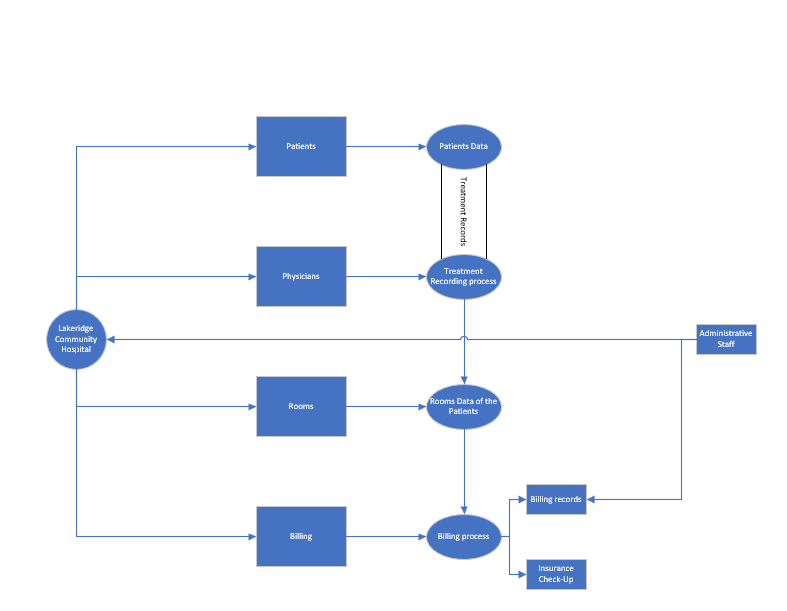 Patients
Patients Data
Treatment Records
Physicians
Treatment
Recording process
Lakeridge
Community
Hospital
Administrative
Staff
Rooms
Rooms Data of the
Patients
Billing records
Billing
Billing process
Insurance
Check-Up